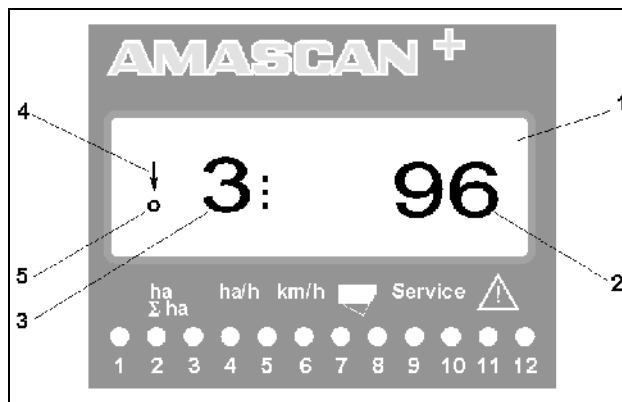 AMASCAN +
4
1
3
96
5
3
2
ha
Σ ha
ha/h
km/h
Service
1 2 3 4 5 6 7 8 9 10 11 12